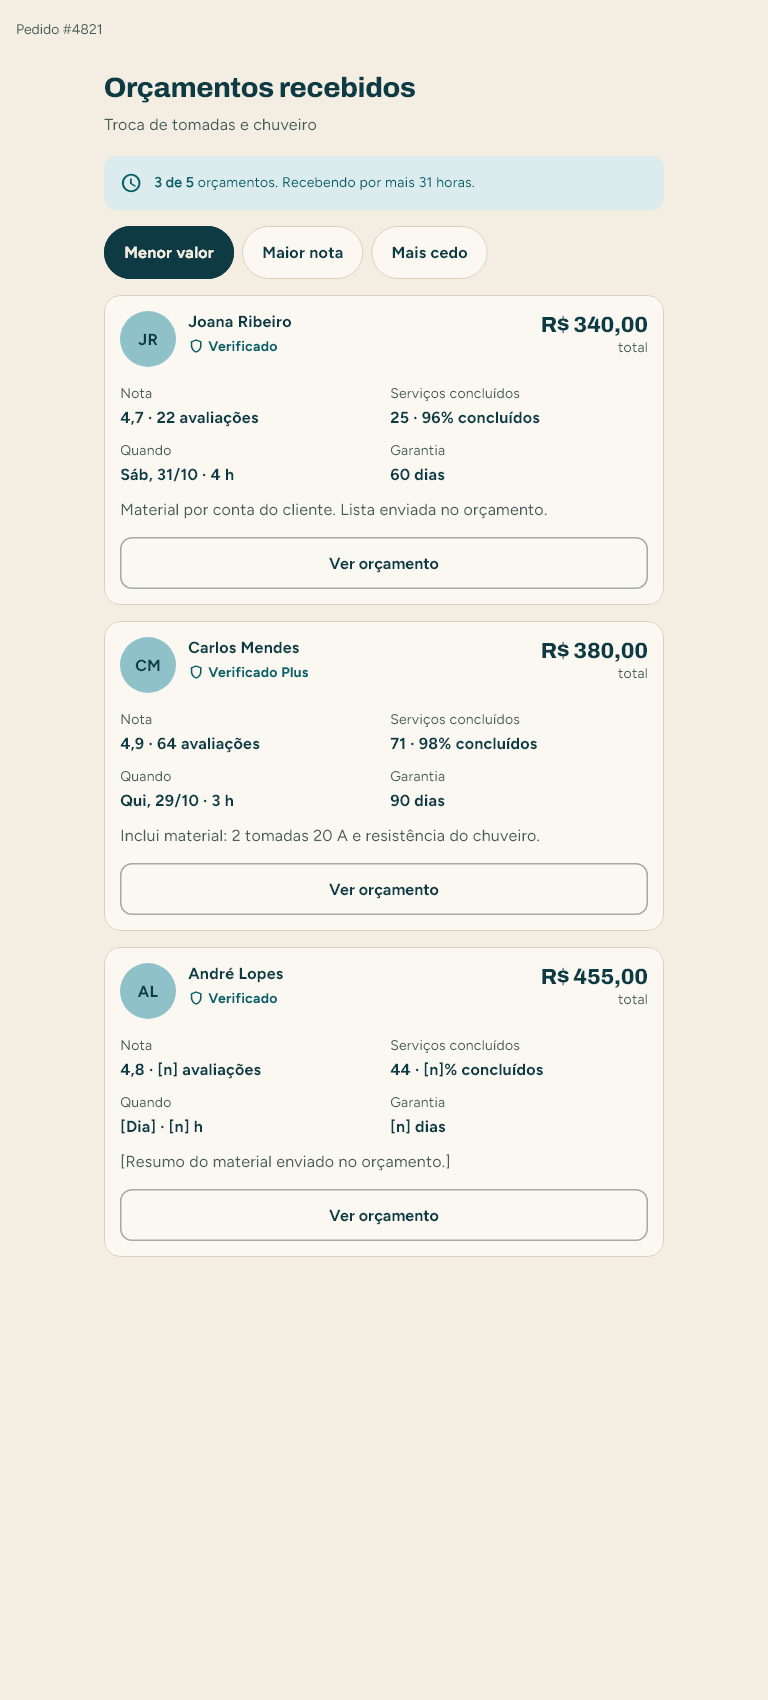 Pedido #4821
Orçamentos recebidos
Troca de tomadas e chuveiro
3 de 5 orçamentos. Recebendo por mais 31 horas.
Menor valor
Maior nota
Mais cedo
JR
Joana Ribeiro
Verificado
R$ 340,00
total
Nota
4,7 · 22 avaliações
Serviços concluídos
25 · 96% concluídos
Quando
Sáb, 31/10 · 4 h
Garantia
60 dias
Material por conta do cliente. Lista enviada no orçamento.
Ver orçamento
CM
Carlos Mendes
Verificado Plus
R$ 380,00
total
Nota
4,9 · 64 avaliações
Serviços concluídos
71 · 98% concluídos
Quando
Qui, 29/10 · 3 h
Garantia
90 dias
Inclui material: 2 tomadas 20 A e resistência do chuveiro.
Ver orçamento
AL
André Lopes
Verificado
R$ 455,00
total
Nota
4,8 · [n] avaliações
Serviços concluídos
44 · [n]% concluídos
Quando
[Dia] · [n] h
Garantia
[n] dias
[Resumo do material enviado no orçamento.]
Ver orçamento